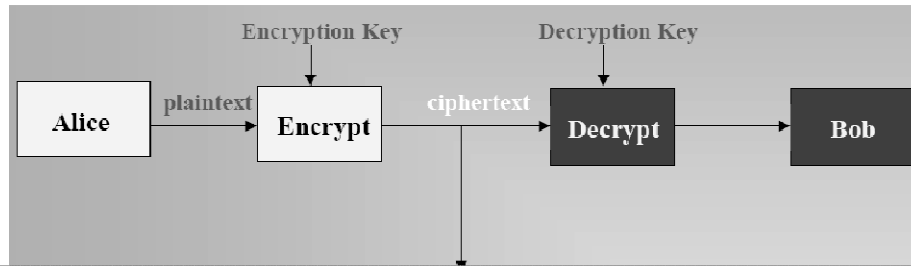 Encryption Key
Decryption Key
plaintext
ciphertext
Alice
Encrypt
Decrypt
Bob